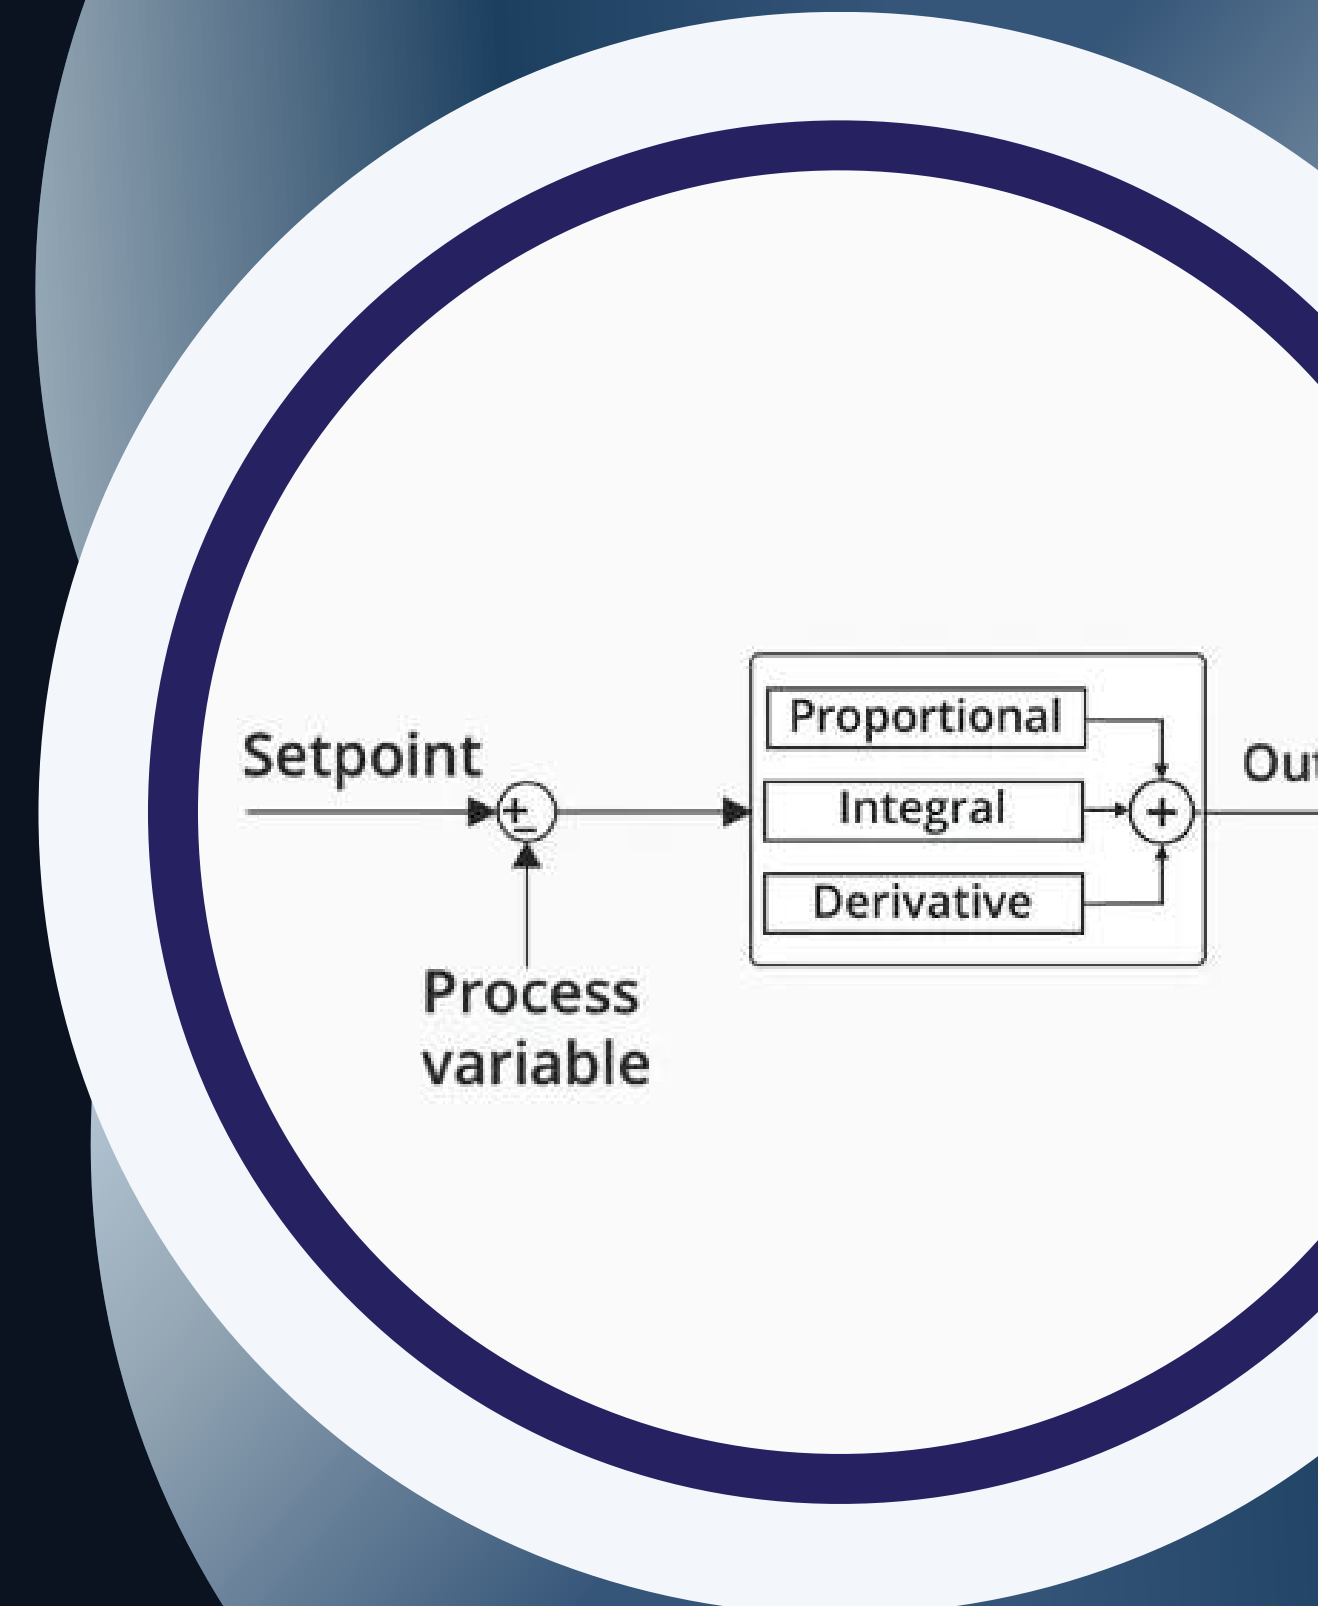 Setpoint
+
−
Process
variable
Proportional
Integral
Derivative
+